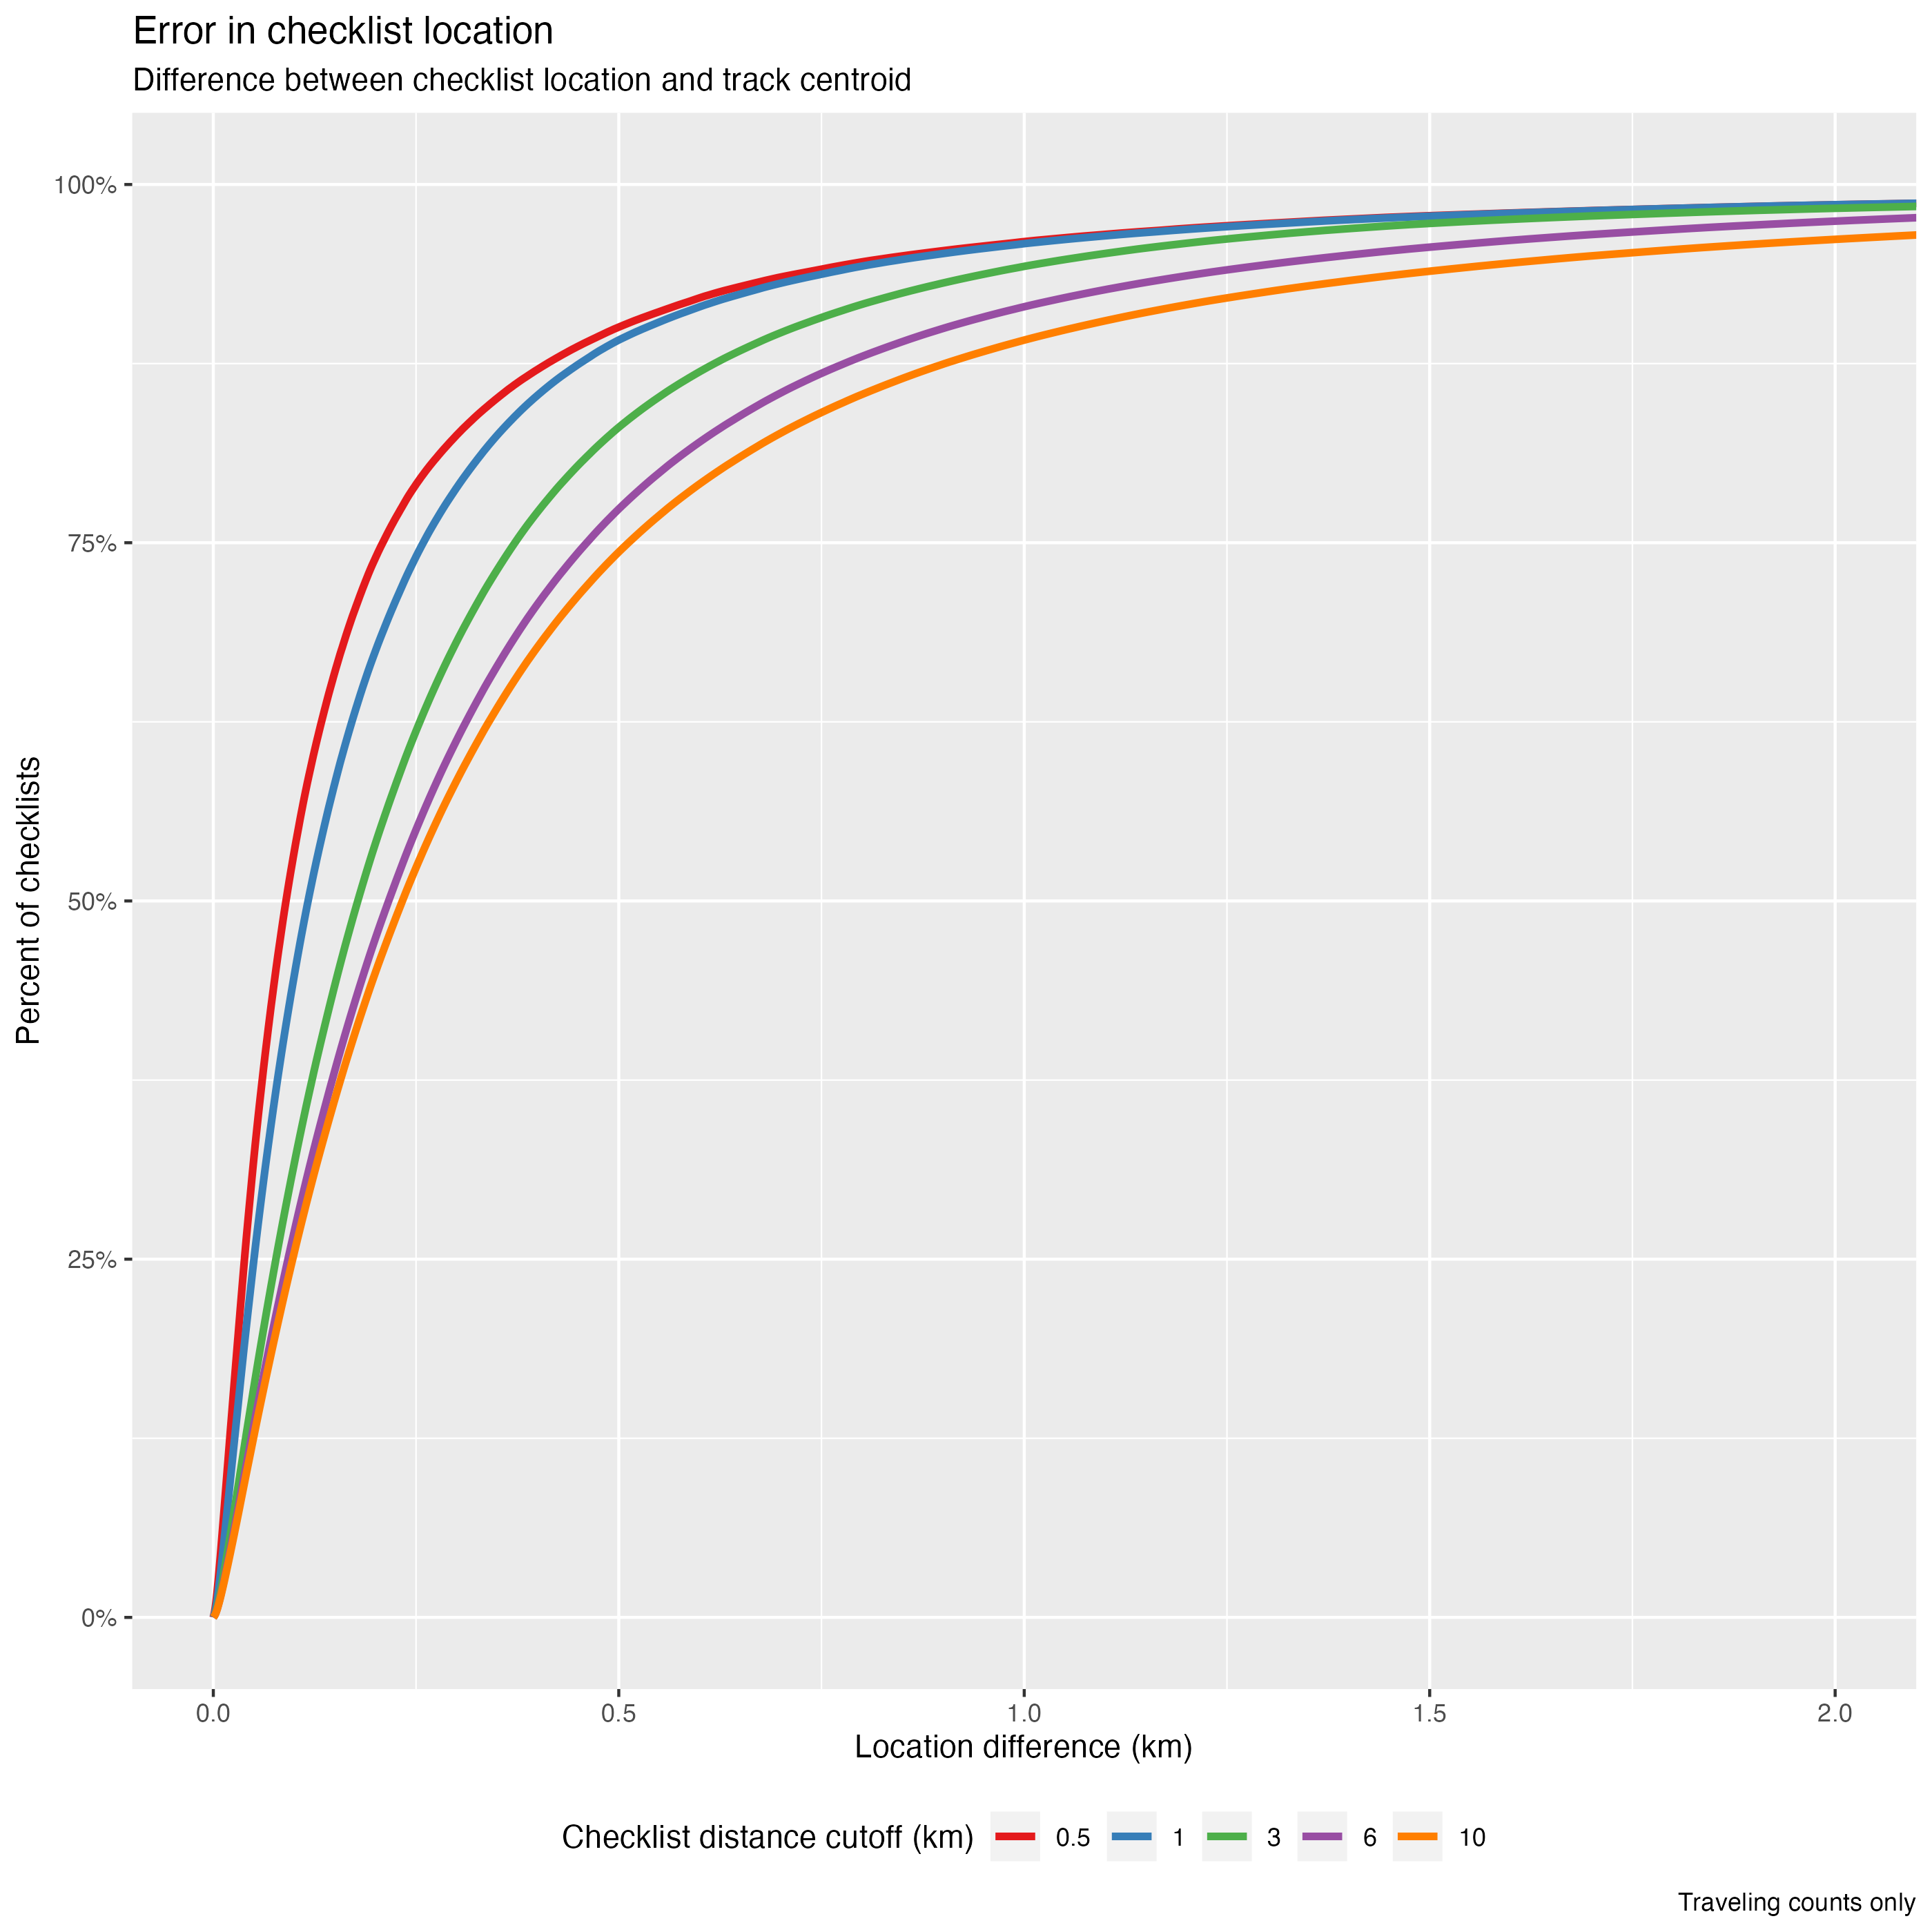 Error in checklist location
Difference between checklist location and track centroid
Percent of checklists
100%
75%
50%
25%
0%
0.0 0.5 1.0 1.5 2.0
Location difference (km)
Checklist distance cutoff (km) 0.5 1 3 6 10
Traveling counts only